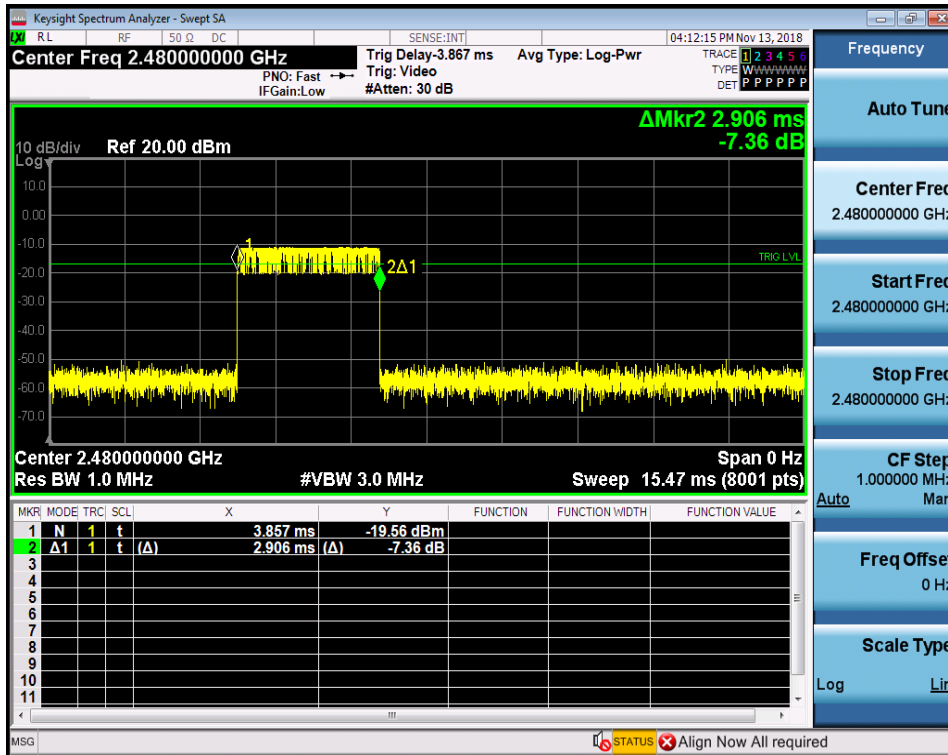 Keysight Spectrum Analyzer - Swept SA
LXI RL RF 50 Ω DC SENSE:INT 04:12:15 PM Nov 13, 2018
Center Freq 2.480000000 GHz
PNO: Fast
IFGain:Low
Trig Delay-3.867 ms
Trig: Video
#Atten: 30 dB
Avg Type: Log-Pwr
TRACE 1 2 3 4 5 6
TYPE WWWWWW
DET P P P P P P
ΔMkr2 2.906 ms
-7.36 dB
10 dB/div Ref 20.00 dBm
Log
10.0
0.00
-10.0
-20.0
-30.0
-40.0
-50.0
-60.0
-70.0
1
2Δ1
TRIG LVL
Center 2.480000000 GHz Span 0 Hz
Res BW 1.0 MHz #VBW 3.0 MHz Sweep 15.47 ms (8001 pts)
MKR MODE TRC SCL X Y FUNCTION FUNCTION WIDTH FUNCTION VALUE
1 N 1 t 3.857 ms -19.56 dBm
2 Δ1 1 t (Δ) 2.906 ms (Δ) -7.36 dB
3
4
5
6
7
8
9
10
11
MSG STATUS Align Now All required
Frequency
Auto Tune
Center Freq
2.480000000 GHz
Start Freq
2.480000000 GHz
Stop Freq
2.480000000 GHz
CF Step
1.000000 MHz
Auto Man
Freq Offset
0 Hz
Scale Type
Log Lin